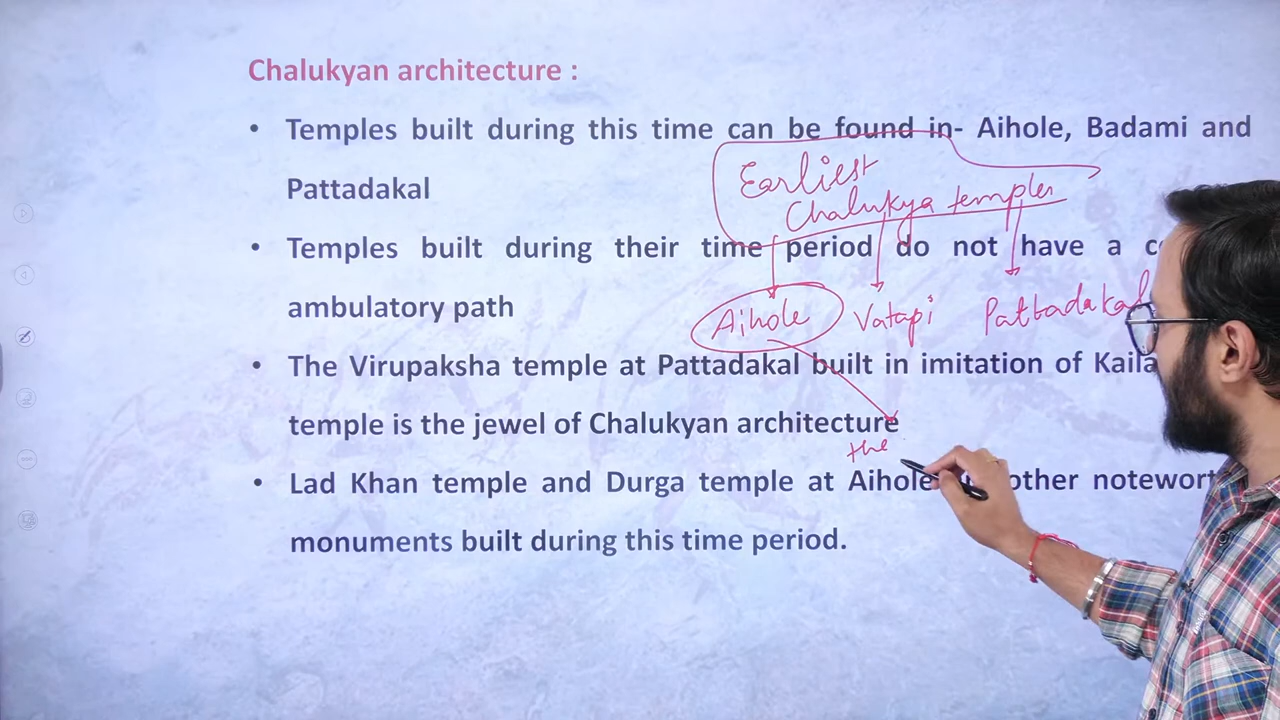 Chalukyan architecture :
• Temples built during this time can be found in- Aihole, Badami and
Pattadakal
Earliest
Chalukya temples
• Temples built during their time period do not have a
ambulatory path
Aihole Vatapi Pattadakal
• The Virupaksha temple at Pattadakal built in imitation of
temple is the jewel of Chalukyan architecture
the
• Lad Khan temple and Durga temple at Aihole other
monuments built during this time period.